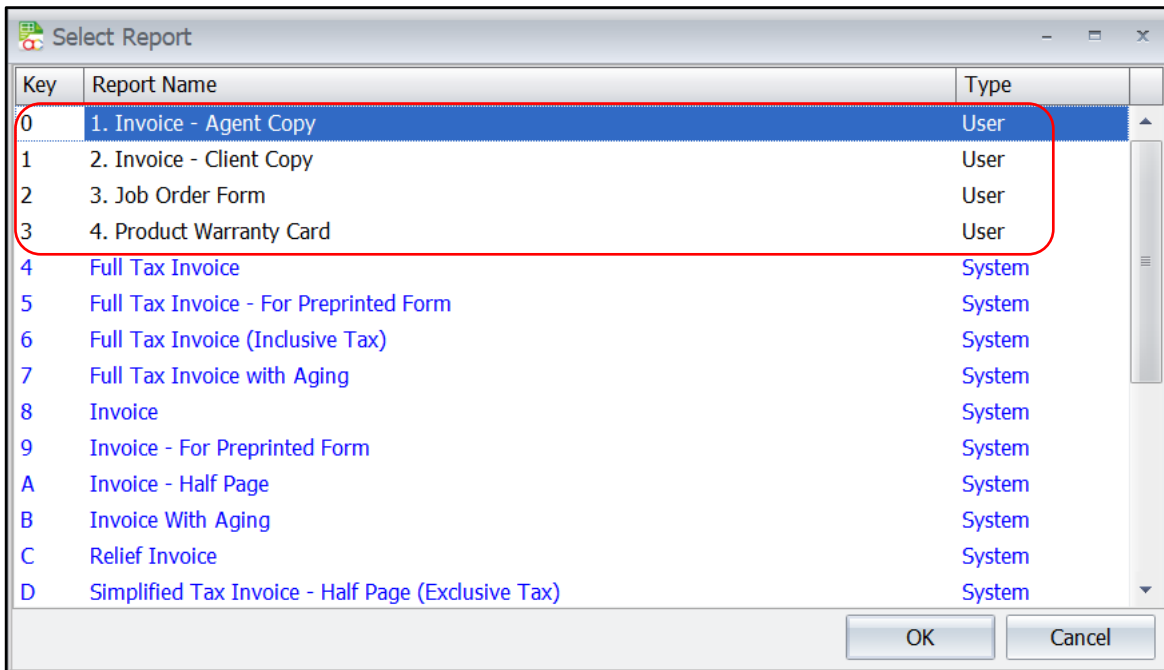 Select Report
Key Report Name Type
0 1. Invoice - Agent Copy User
1 2. Invoice - Client Copy User
2 3. Job Order Form User
3 4. Product Warranty Card User
4 Full Tax Invoice System
5 Full Tax Invoice - For Preprinted Form System
6 Full Tax Invoice (Inclusive Tax) System
7 Full Tax Invoice with Aging System
8 Invoice System
9 Invoice - For Preprinted Form System
A Invoice - Half Page System
B Invoice With Aging System
C Relief Invoice System
D Simplified Tax Invoice - Half Page (Exclusive Tax) System
OK Cancel